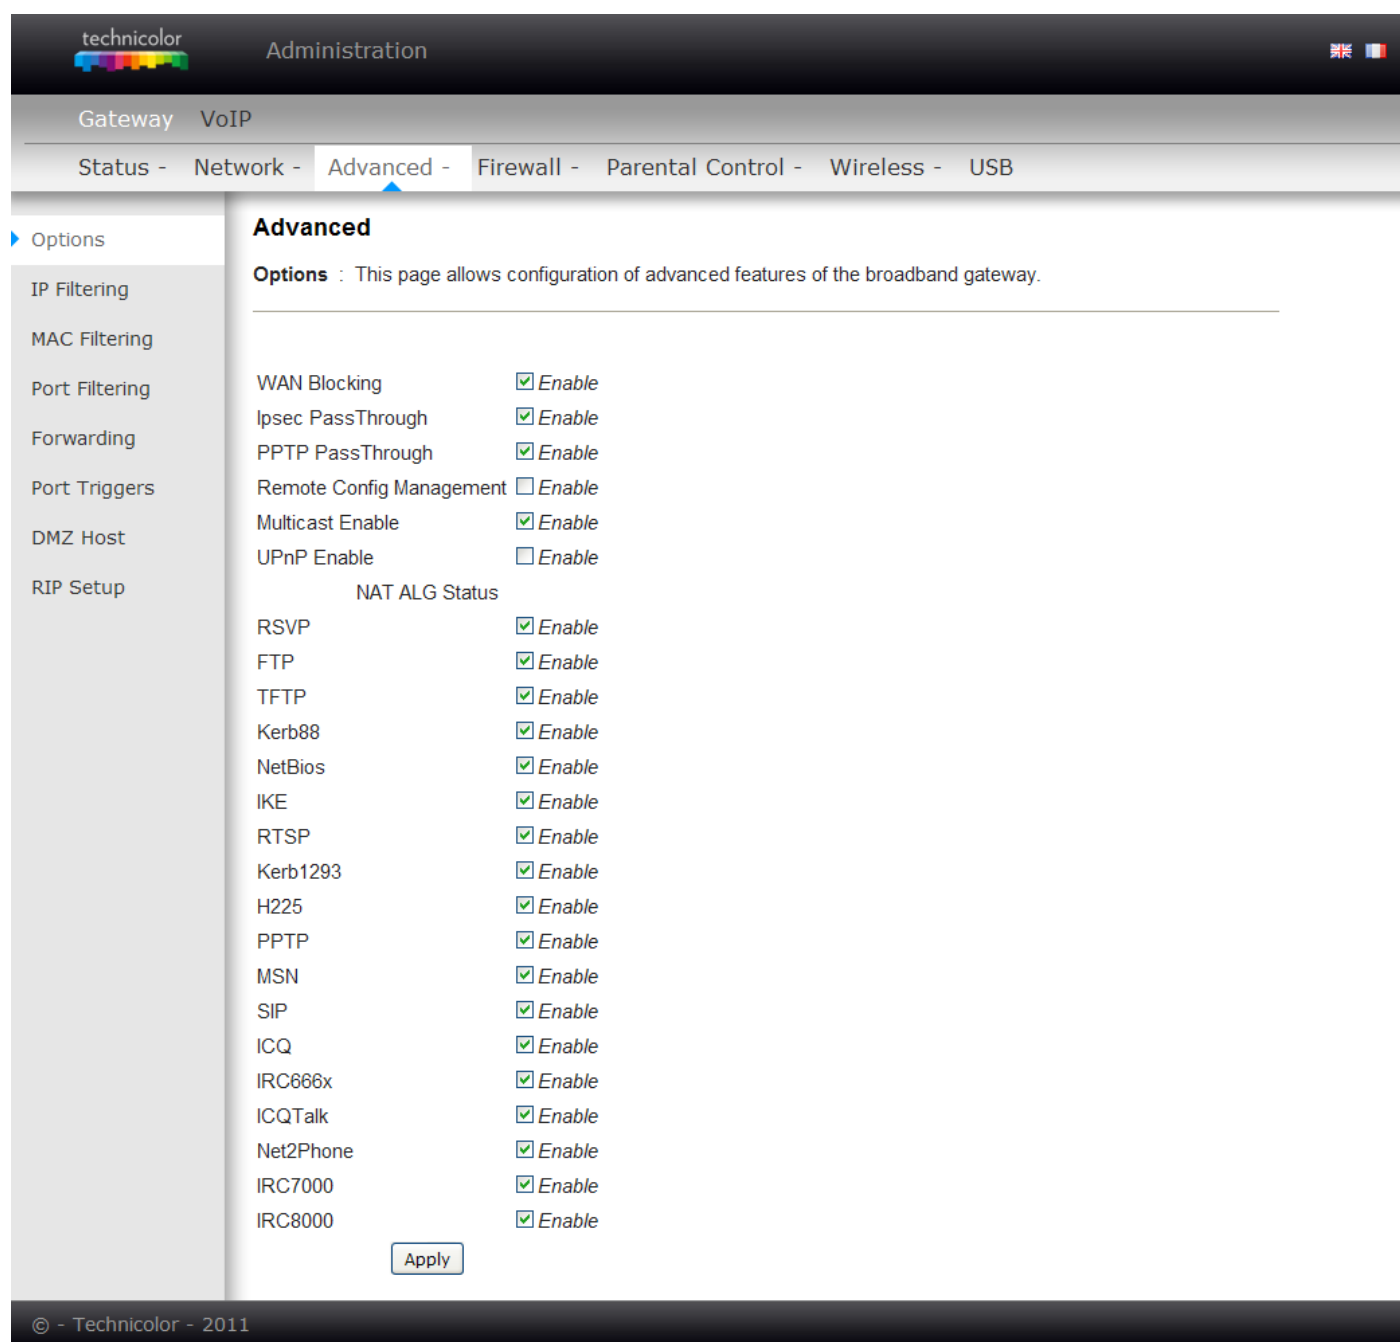 technicolor
Administration
Gateway VoIP
Status - Network - Advanced - Firewall - Parental Control - Wireless - USB
Options
IP Filtering
MAC Filtering
Port Filtering
Forwarding
Port Triggers
DMZ Host
RIP Setup
Advanced
Options : This page allows configuration of advanced features of the broadband gateway.
WAN Blocking Enable
Ipsec PassThrough Enable
PPTP PassThrough Enable
Remote Config Management Enable
Multicast Enable Enable
UPnP Enable Enable
NAT ALG Status
RSVP Enable
FTP Enable
TFTP Enable
Kerb88 Enable
NetBios Enable
IKE Enable
RTSP Enable
Kerb1293 Enable
H225 Enable
PPTP Enable
MSN Enable
SIP Enable
ICQ Enable
IRC666x Enable
ICQTalk Enable
Net2Phone Enable
IRC7000 Enable
IRC8000 Enable
Apply
© - Technicolor - 2011